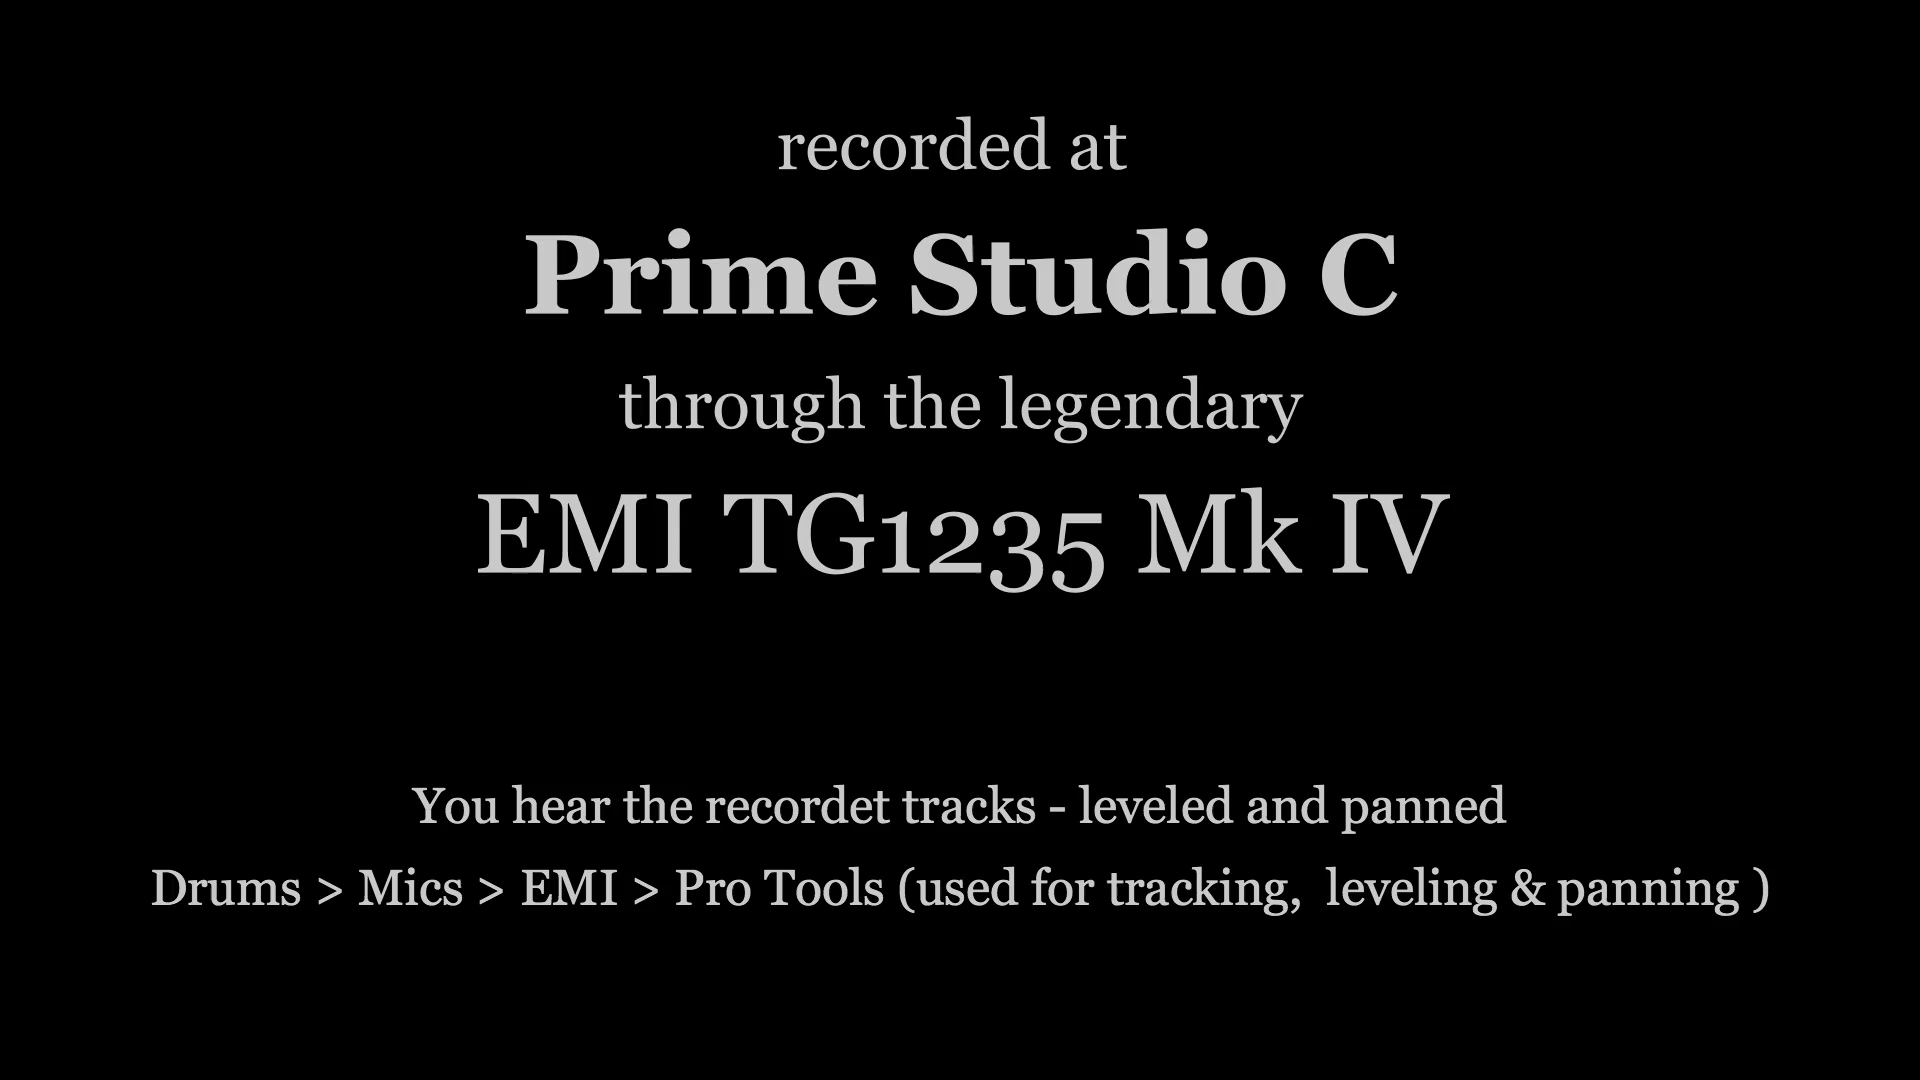 recorded at
Prime Studio C
through the legendary
EMI TG1235 Mk IV
You hear the recordet tracks - leveled and panned
Drums > Mics > EMI > Pro Tools (used for tracking,  leveling & panning )